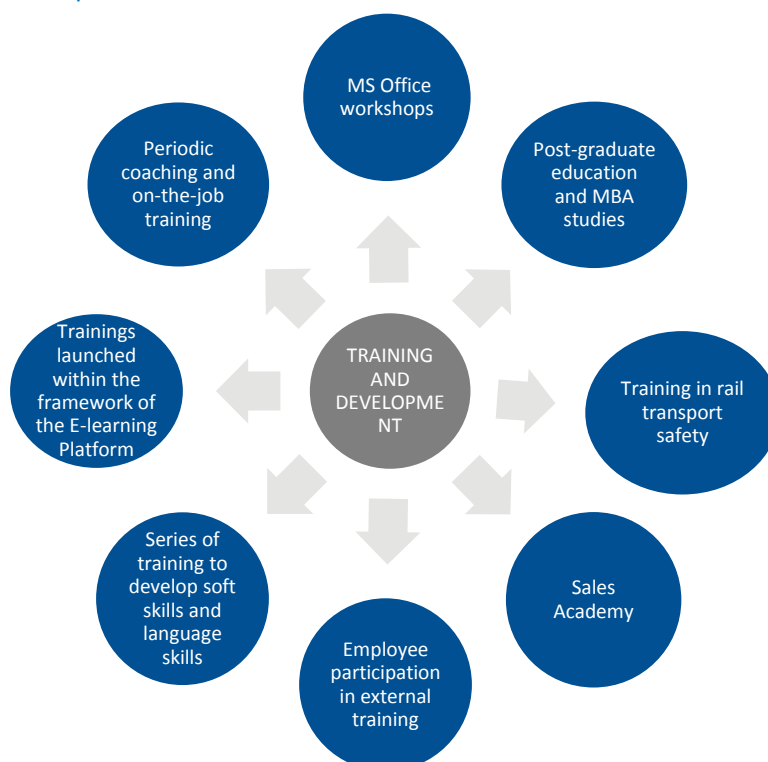 MS Office
workshops
Post-graduate
education
and MBA
studies
Training in rail
transport
safety
Sales
Academy
Employee
participation
in external
training
Series of
training to
develop soft
skills and
language
skills
Trainings
launched
within the
framework of
the E-learning
Platform
Periodic
coaching and
on-the-job
training
TRAINING
AND
DEVELOPME
NT